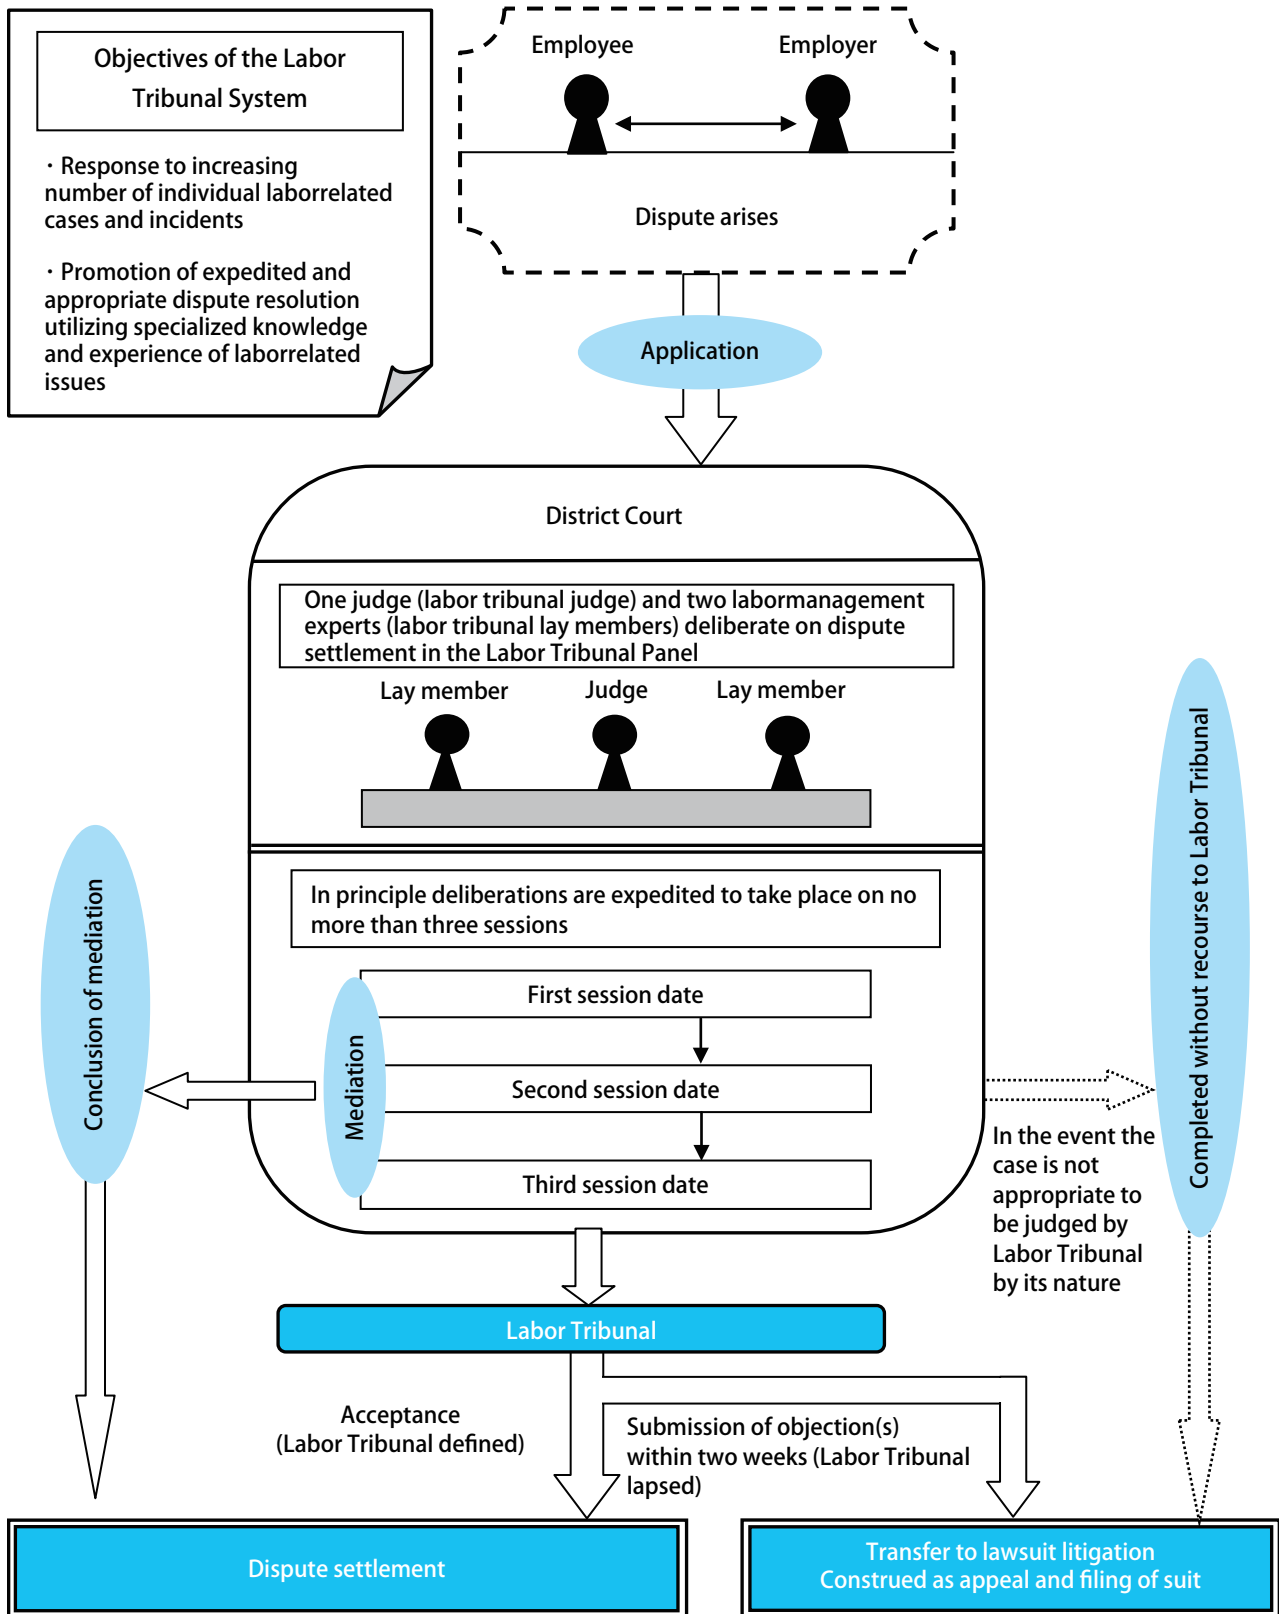 Objectives of the Labor
Tribunal System
・Response to increasing
number of individual laborrelated
cases and incidents
・Promotion of expedited and
appropriate dispute resolution
utilizing specialized knowledge
and experience of laborrelated
issues
Employee
Employer
Dispute arises
Application
District Court
One judge (labor tribunal judge) and two labormanagement
experts (labor tribunal lay members) deliberate on dispute
settlement in the Labor Tribunal Panel
Lay member
Judge
Lay member
In principle deliberations are expedited to take place on no
more than three sessions
Mediation
First session date
Second session date
Third session date
Conclusion of mediation
Completed without recourse to Labor Tribunal
In the event the
case is not
appropriate to
be judged by
Labor Tribunal
by its nature
Labor Tribunal
Acceptance
(Labor Tribunal defined)
Submission of objection(s)
within two weeks (Labor Tribunal
lapsed)
Dispute settlement
Transfer to lawsuit litigation
Construed as appeal and filing of suit